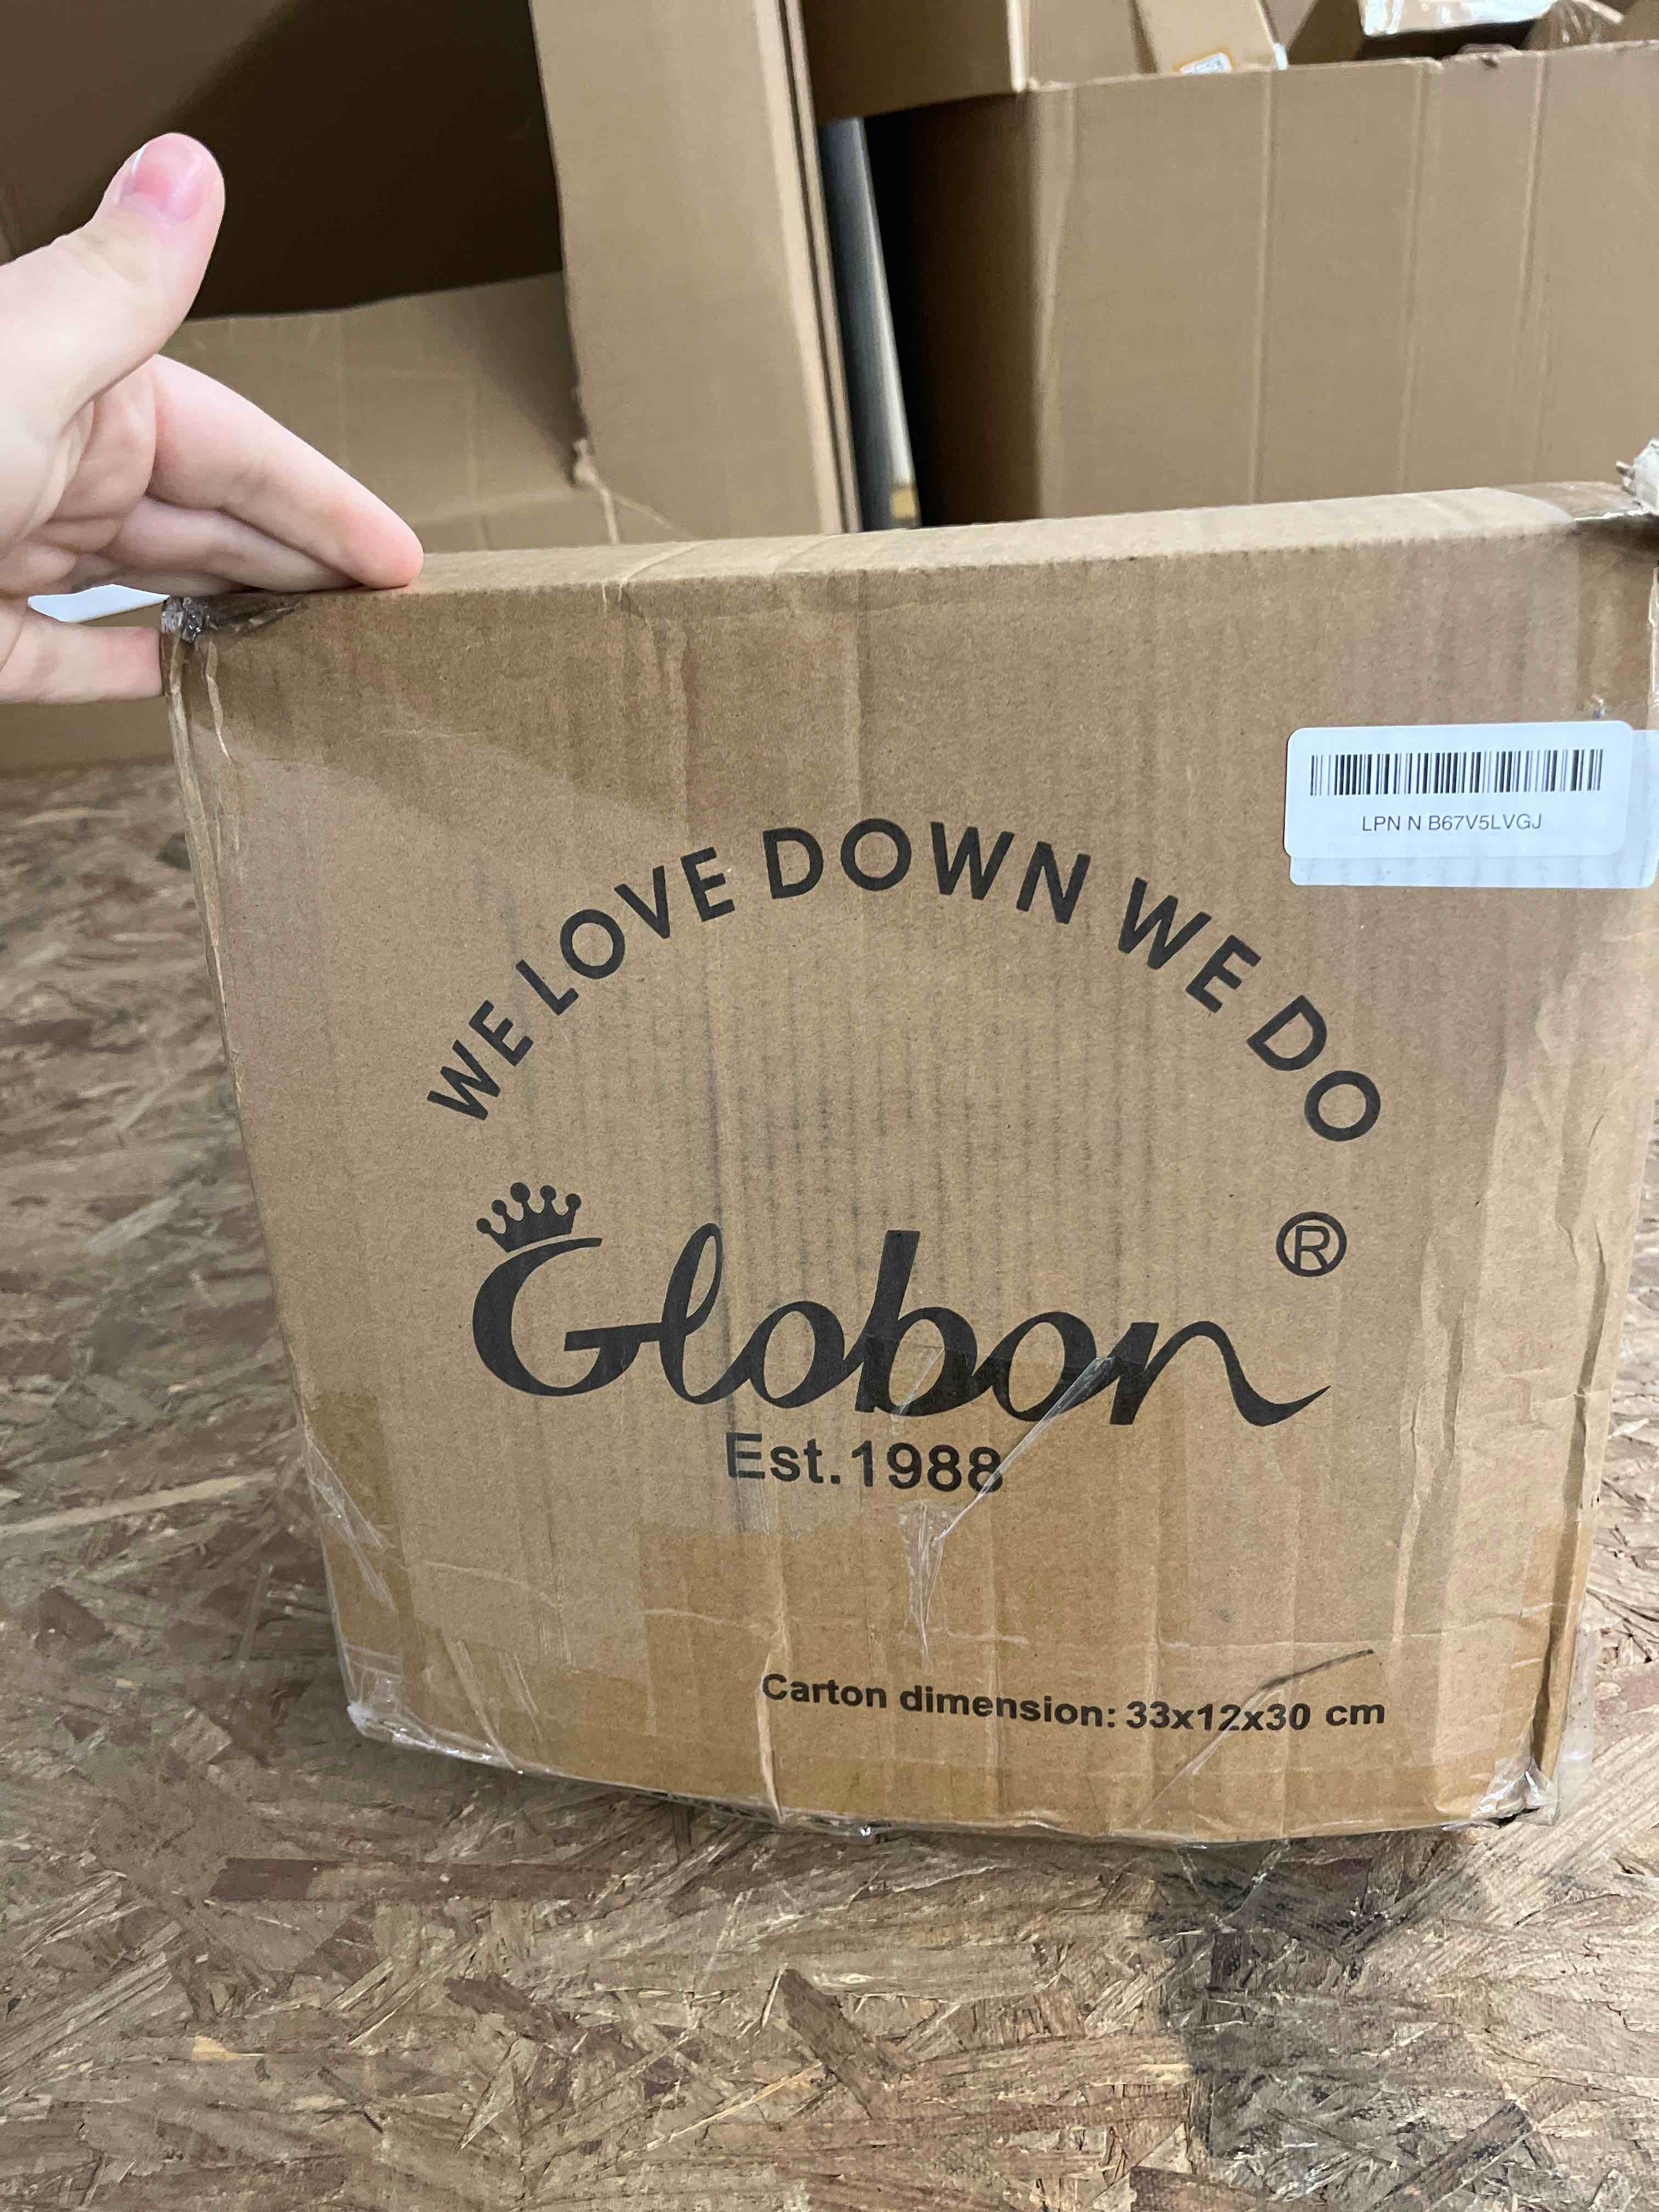 LPN N B67V5LVGJ
WE LOVE DOWN WE DO
Globon ®
Est.1988
Carton dimension: 33x12x30 cm